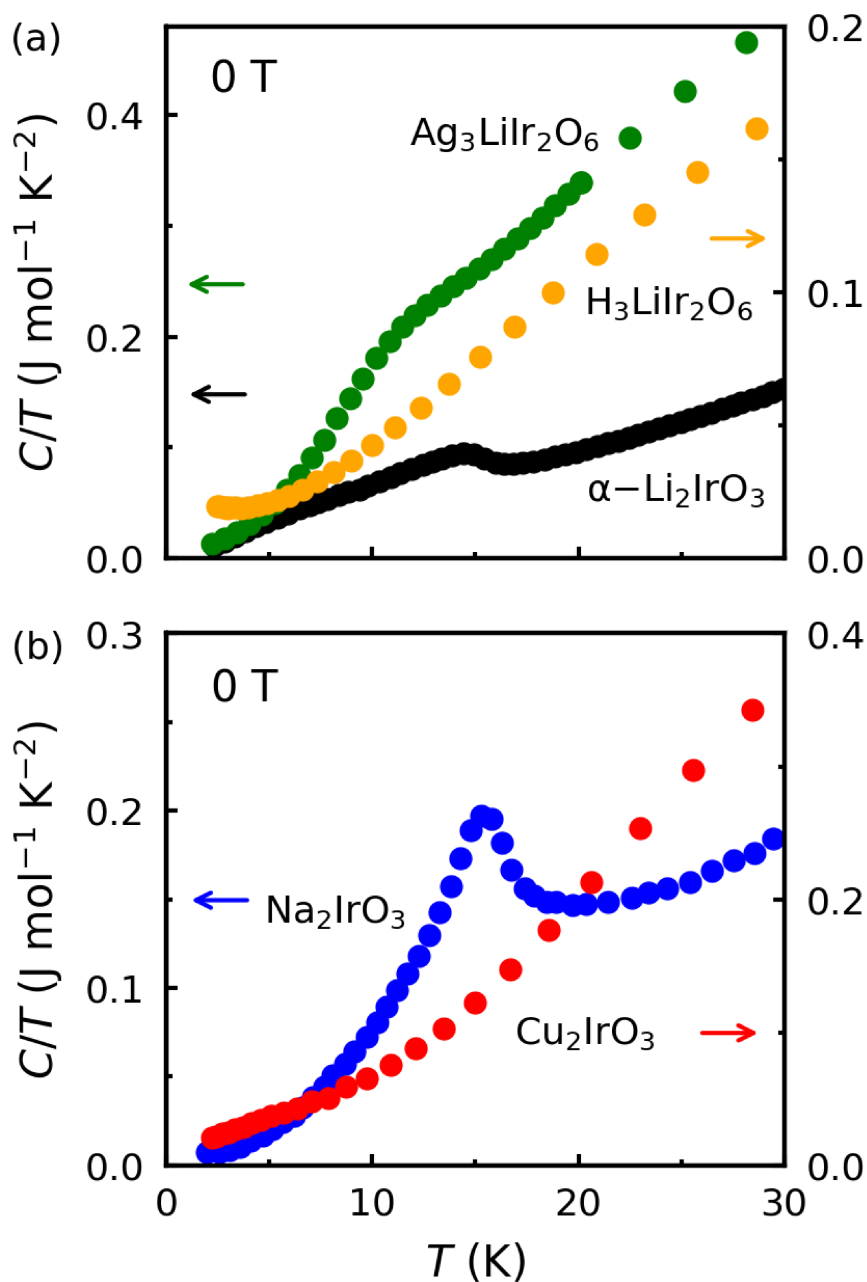 (a)
0 T
Ag₃LiIr₂O₆
H₃LiIr₂O₆
α−Li₂IrO₃
C/T (J mol⁻¹ K⁻²)
0.4
0.2
0.0
0.2
0.1
0.0
(b)
0 T
Na₂IrO₃
Cu₂IrO₃
C/T (J mol⁻¹ K⁻²)
0.3
0.2
0.1
0.0
0.4
0.2
0.0
0 10 20 30
T (K)